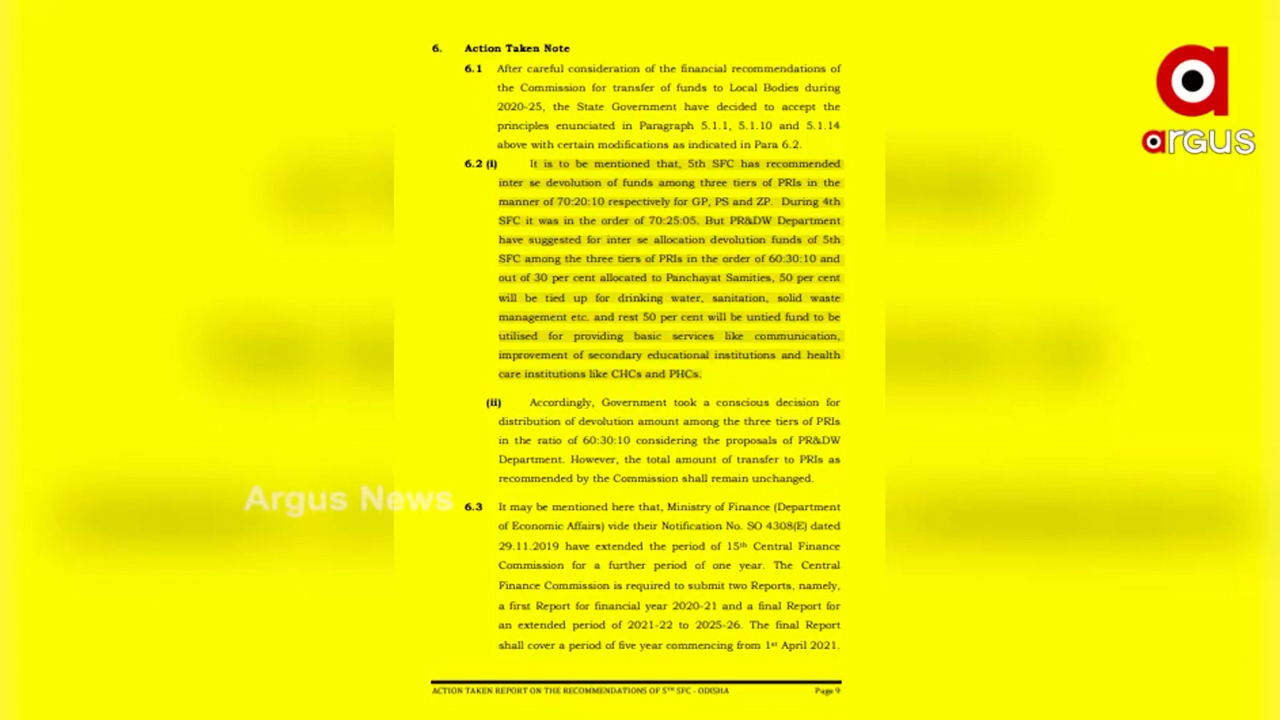 6. Action Taken Note
6.1 After careful consideration of the financial recommendations of
the Commission for transfer of funds to Local Bodies during
2020-25, the State Government have decided to accept the
principles enunciated in Paragraph 5.1.1, 5.1.10 and 5.1.14
above with certain modifications as indicated in Para 6.2.
6.2 (i) It is to be mentioned that, 5th SFC has recommended
inter se devolution of funds among three tiers of PRIs in the
manner of 70:20:10 respectively for GP, PS and ZP. During 4th
SFC it was in the order of 70:25:05. But PR&DW Department
have suggested for inter se allocation devolution funds of 5th
SFC among the three tiers of PRIs in the order of 60:30:10 and
out of 30 per cent allocated to Panchayat Samities, 50 per cent
will be tied up for drinking water, sanitation, solid waste
management etc. and rest 50 per cent will be untied fund to be
utilised for providing basic services like communication,
improvement of secondary educational institutions and health
care institutions like CHCs and PHCs.
(ii) Accordingly, Government took a conscious decision for
distribution of devolution amount among the three tiers of PRIs
in the ratio of 60:30:10 considering the proposals of PR&DW
Department. However, the total amount of transfer to PRIs as
recommended by the Commission shall remain unchanged.
6.3 It may be mentioned here that, Ministry of Finance (Department
of Economic Affairs) vide their Notification No. SO 4308(E) dated
29.11.2019 have extended the period of 15th Central Finance
Commission for a further period of one year. The Central
Finance Commission is required to submit two Reports, namely,
a first Report for financial year 2020-21 and a final Report for
an extended period of 2021-22 to 2025-26. The final Report
shall cover a period of five year commencing from 1st April 2021.
ACTION TAKEN REPORT ON THE RECOMMENDATIONS OF 5TH SFC - ODISHA Page 9
Argus News
a
argus